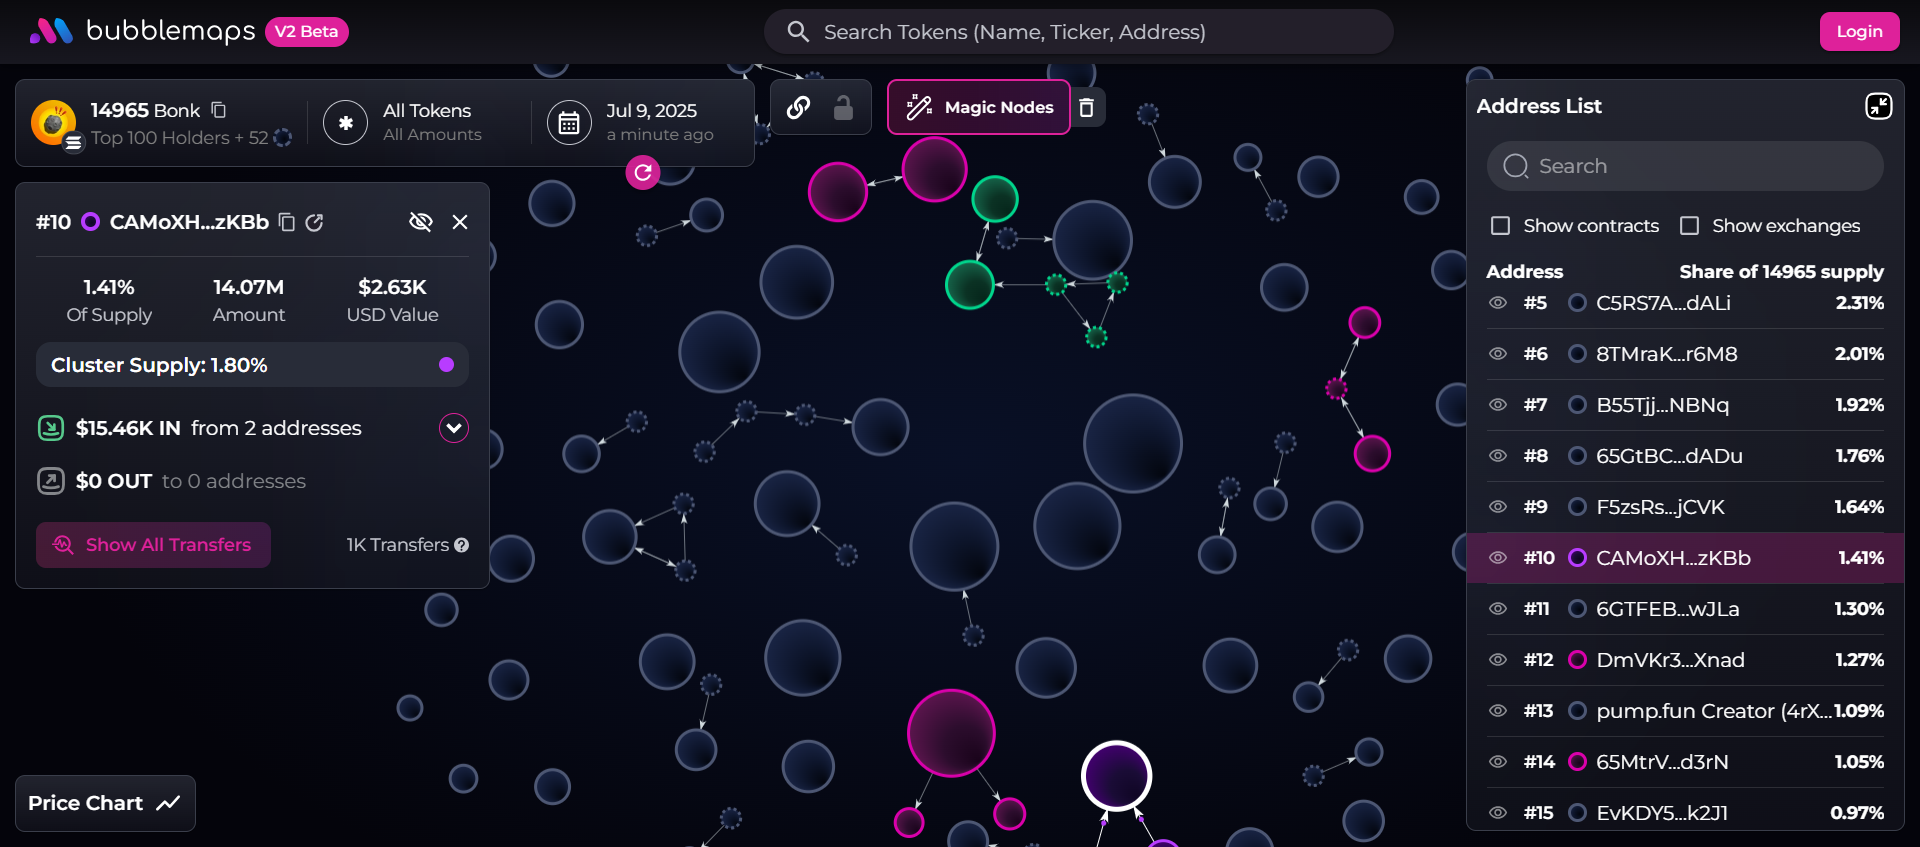 bubblemaps V2 Beta
Search Tokens (Name, Ticker, Address)
Login
14965 Bonk
Top 100 Holders + 52
All Tokens
All Amounts
Jul 9, 2025
a minute ago
Magic Nodes
#10 CAMoXH...zKBb
1.41% 14.07M $2.63K
Of Supply Amount USD Value
Cluster Supply: 1.80%
$15.46K IN from 2 addresses
$0 OUT to 0 addresses
Show All Transfers 1K Transfers ?
Price Chart
Address List
Search
Show contracts Show exchanges
Address Share of 14965 supply
#5 C5RS7A...dALi 2.31%
#6 8TMraK...r6M8 2.01%
#7 B55Tjj...NBNq 1.92%
#8 65GtBC...dADu 1.76%
#9 F5zsRs...jCVK 1.64%
#10 CAMoXH...zKBb 1.41%
#11 6GTFEB...wJLa 1.30%
#12 DmVKr3...Xnad 1.27%
#13 pump.fun Creator (4rX... 1.09%
#14 65MtrV...d3rN 1.05%
#15 EvKDY5...k2J1 0.97%